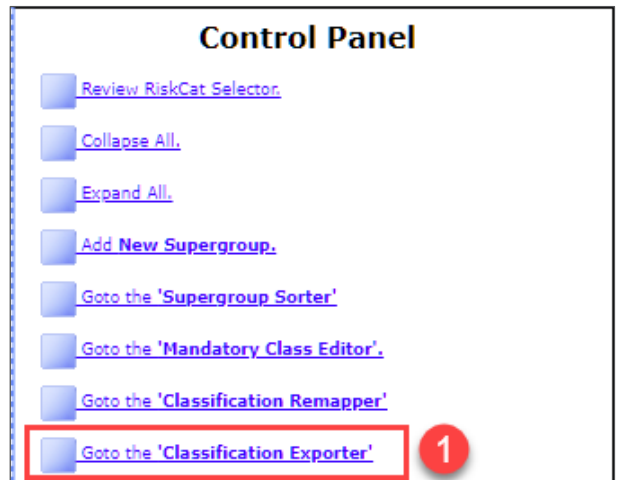 Control Panel
Review RiskCat Selector.
Collapse All.
Expand All.
Add New Supergroup.
Goto the 'Supergroup Sorter'
Goto the 'Mandatory Class Editor'.
Goto the 'Classification Remapper'
Goto the 'Classification Exporter'
1